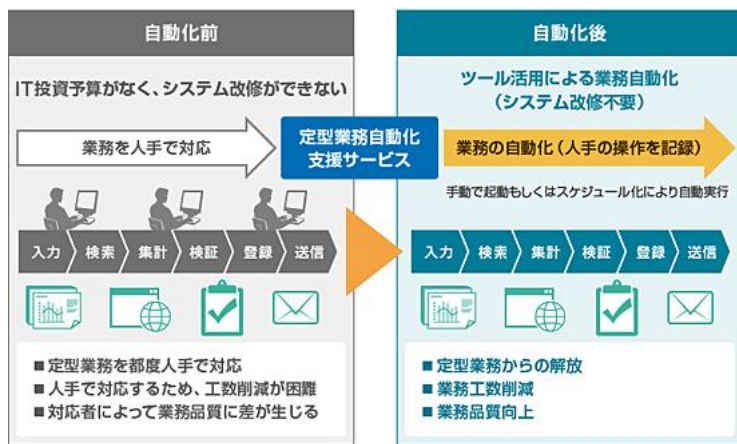 自動化前
IT投資予算がなく、システム改修ができない
業務を人手で対応
入力
検索
集計
検証
登録
送信
■定型業務を都度人手で対応
■人手で対応するため、工数削減が困難
■対応者によって業務品質に差が生じる
定型業務自動化
支援サービス
自動化後
ツール活用による業務自動化
(システム改修不要)
業務の自動化(人手の操作を記録)
手動で起動もしくはスケジュール化により自動実行
入力
検索
集計
検証
登録
送信
■定型業務からの解放
■業務工数削減
■業務品質向上